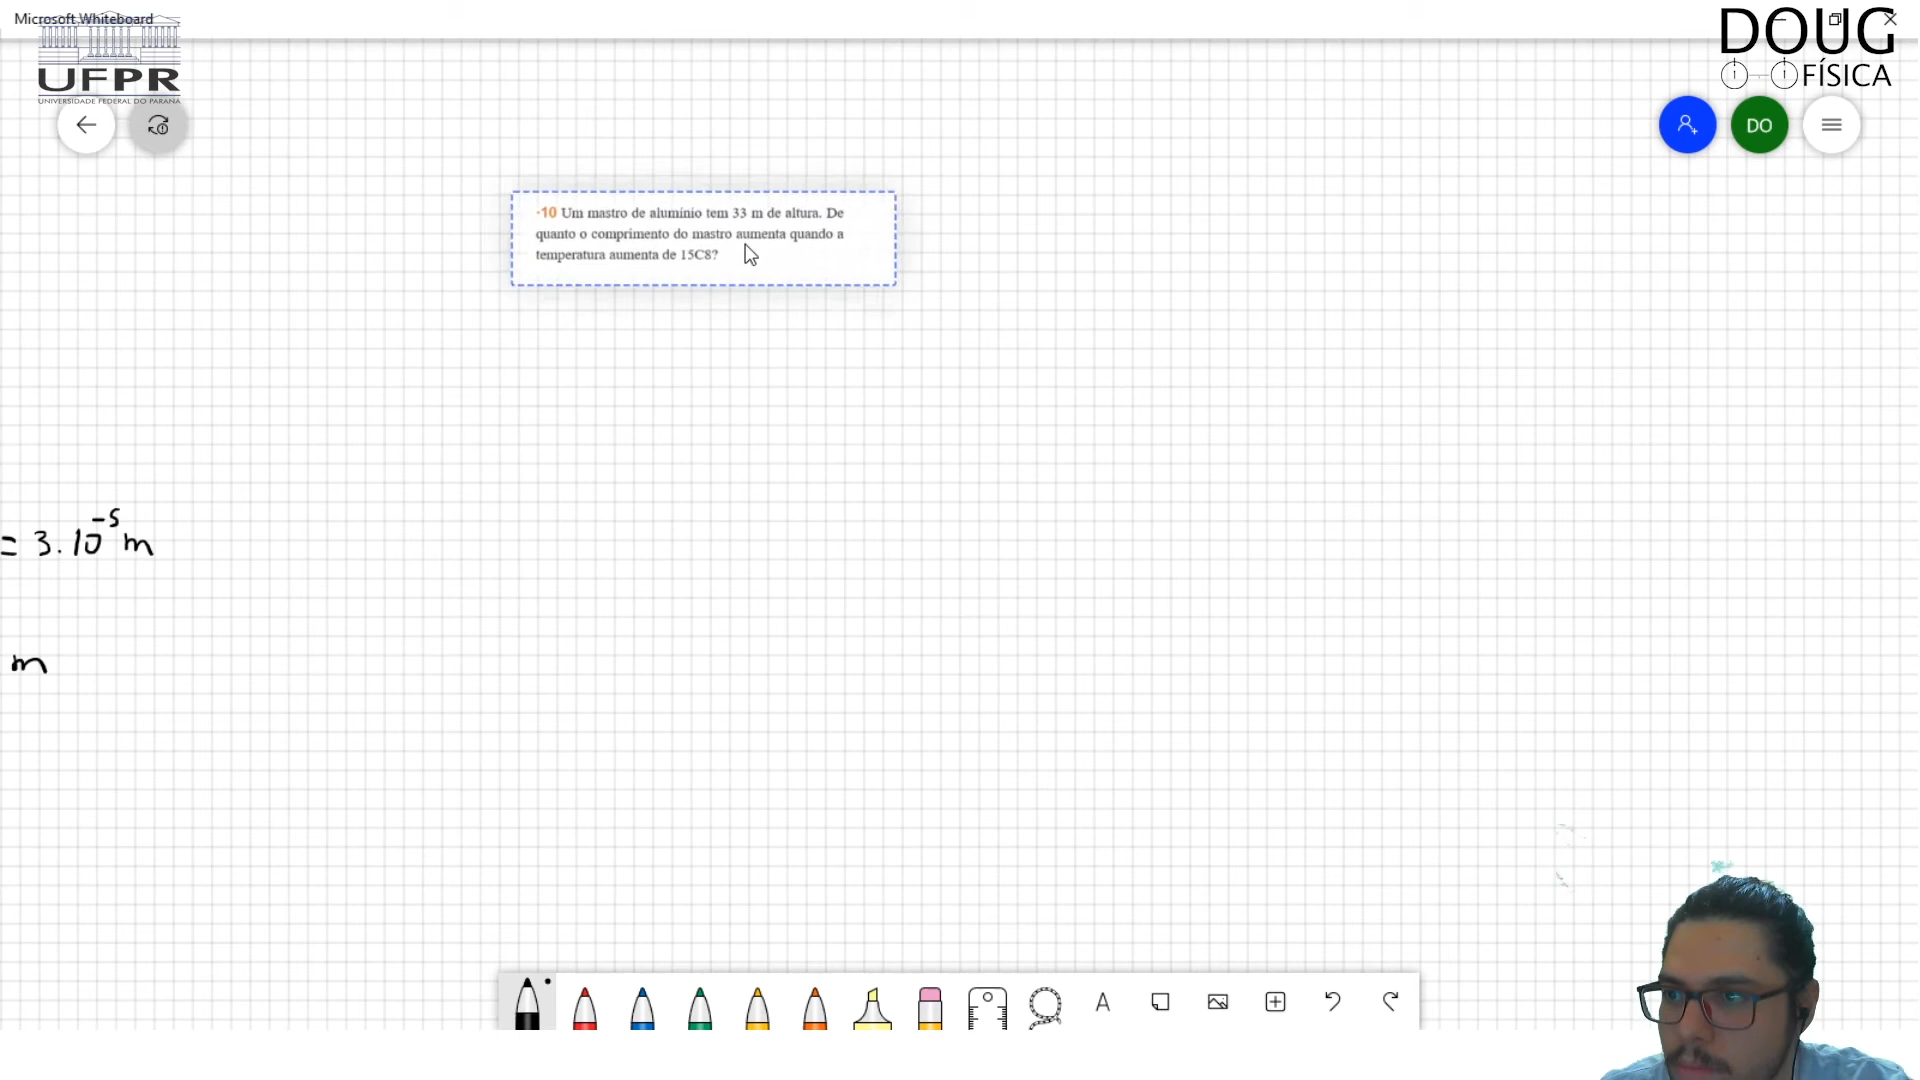 Microsoft Whiteboard
UFPR
UNIVERSIDADE FEDERAL DO PARANÁ
DOUG
FÍSICA
DO
·10 Um mastro de alumínio tem 33 m de altura. De
quanto o comprimento do mastro aumenta quando a
temperatura aumenta de 15C8?
= 3.10⁻⁵ m
m
A